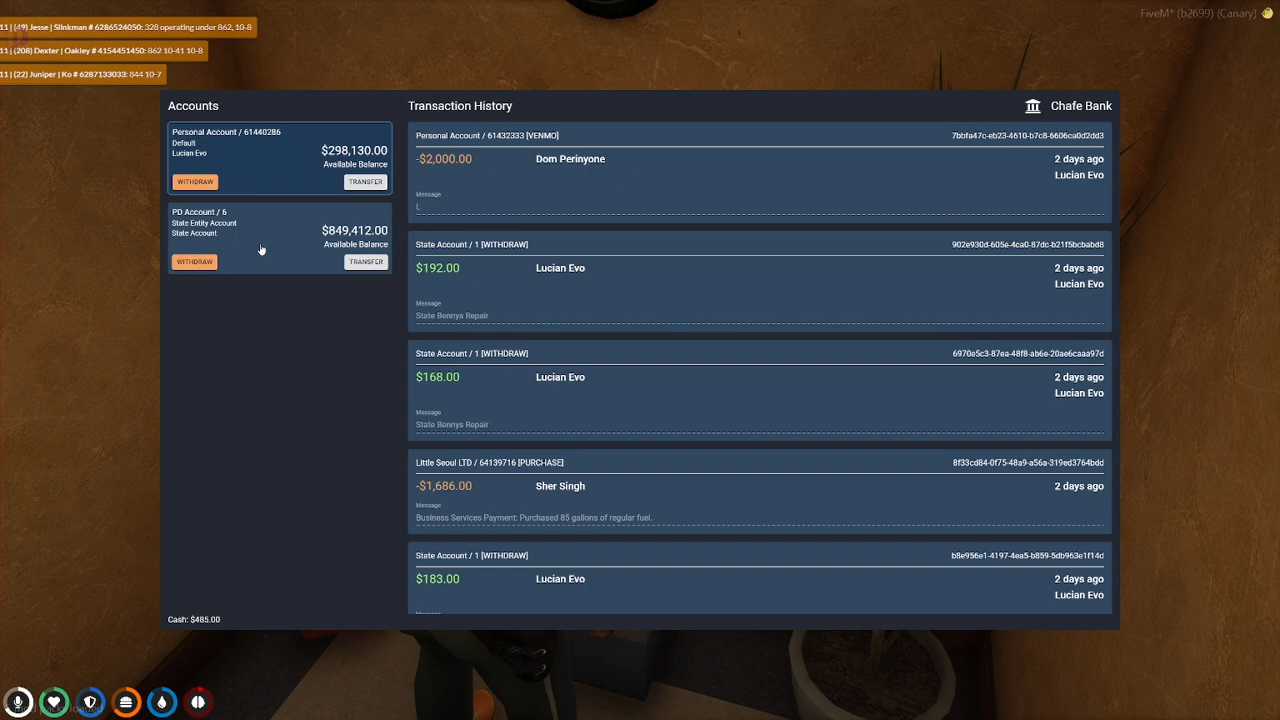 FiveM* (b2699) (Canary)
11 | (49) Jesse | Slinkman # 6286524050: 328 operating under 862, 10-8
11 | (208) Dexter | Oakley # 4154451450: 862 10-41 10-8
11 | (22) Juniper | Ko # 6287133033: 844 10-7
Accounts
Personal Account / 61440286
Default
Lucian Evo
$298,130.00
Available Balance
WITHDRAW
TRANSFER
PD Account / 6
State Entity Account
State Account
$849,412.00
Available Balance
WITHDRAW
TRANSFER
Cash: $485.00
Transaction History
Chafe Bank
Personal Account / 61432333 [VENMO]
7bbfa47c-eb23-4610-b7c8-6606ca0d2dd3
-$2,000.00
Dom Perinyone
2 days ago
Lucian Evo
Message
L
State Account / 1 [WITHDRAW]
902e930d-605e-4ca0-87dc-b21f5bcbabd8
$192.00
Lucian Evo
2 days ago
Lucian Evo
Message
State Bennys Repair
State Account / 1 [WITHDRAW]
6970e5c3-87ea-48f8-ab6e-20ae6caaa97d
$168.00
Lucian Evo
2 days ago
Lucian Evo
Message
State Bennys Repair
Little Seoul LTD / 64139716 [PURCHASE]
8f33cd84-0f75-48a9-a56a-319ed3764bdd
-$1,686.00
Sher Singh
2 days ago
Message
Business Services Payment: Purchased 85 gallons of regular fuel.
State Account / 1 [WITHDRAW]
b8e956e1-4197-4ea5-b859-5db963e1f14d
$183.00
Lucian Evo
2 days ago
Lucian Evo